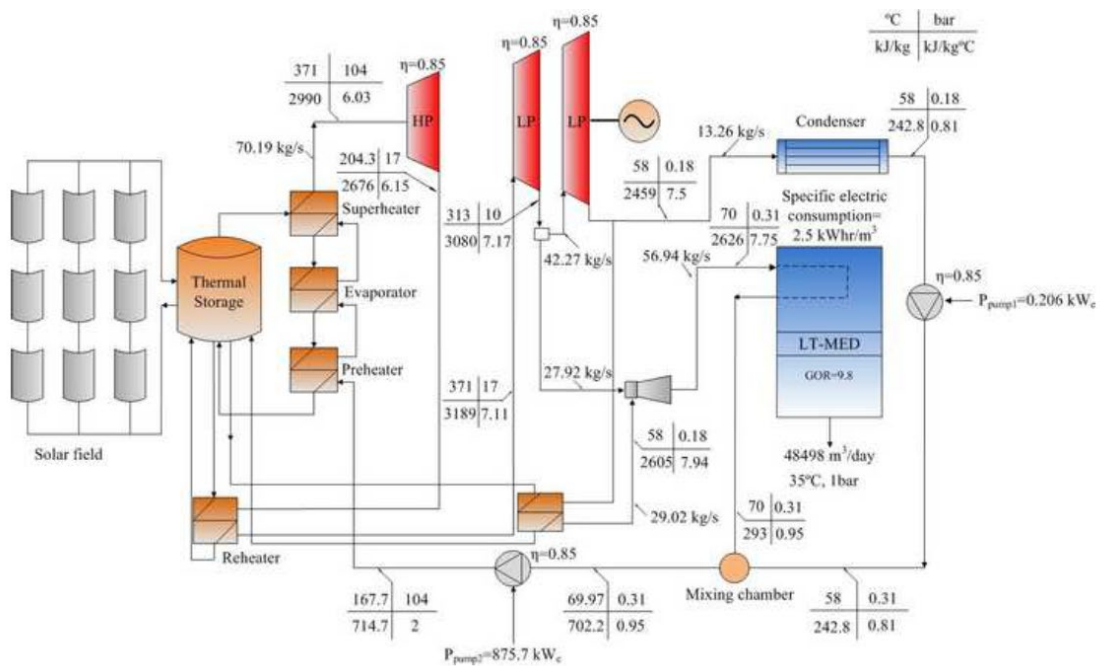 ºC bar
kJ/kg kJ/kgºC
η=0.85
η=0.85
η=0.85
371 104
2990 6.03
HP
LP
LP
70.19 kg/s
204.3 17
2676 6.15
Superheater
Evaporator
Preheater
Thermal
Storage
Solar field
Reheater
313 10
3080 7.17
42.27 kg/s
58 0.18
2459 7.5
13.26 kg/s
Condenser
58 0.18
242.8 0.81
70 0.31
2626 7.75
56.94 kg/s
Specific electric
consumption=
2.5 kWhr/m³
η=0.85
Ppump1=0.206 kWe
LT-MED
GOR=9.8
48498 m³/day
35ºC, 1bar
371 17
3189 7.11
27.92 kg/s
58 0.18
2605 7.94
29.02 kg/s
70 0.31
293 0.95
η=0.85
Mixing chamber
167.7 104
714.7 2
Ppump2=875.7 kWe
69.97 0.31
702.2 0.95
58 0.31
242.8 0.81